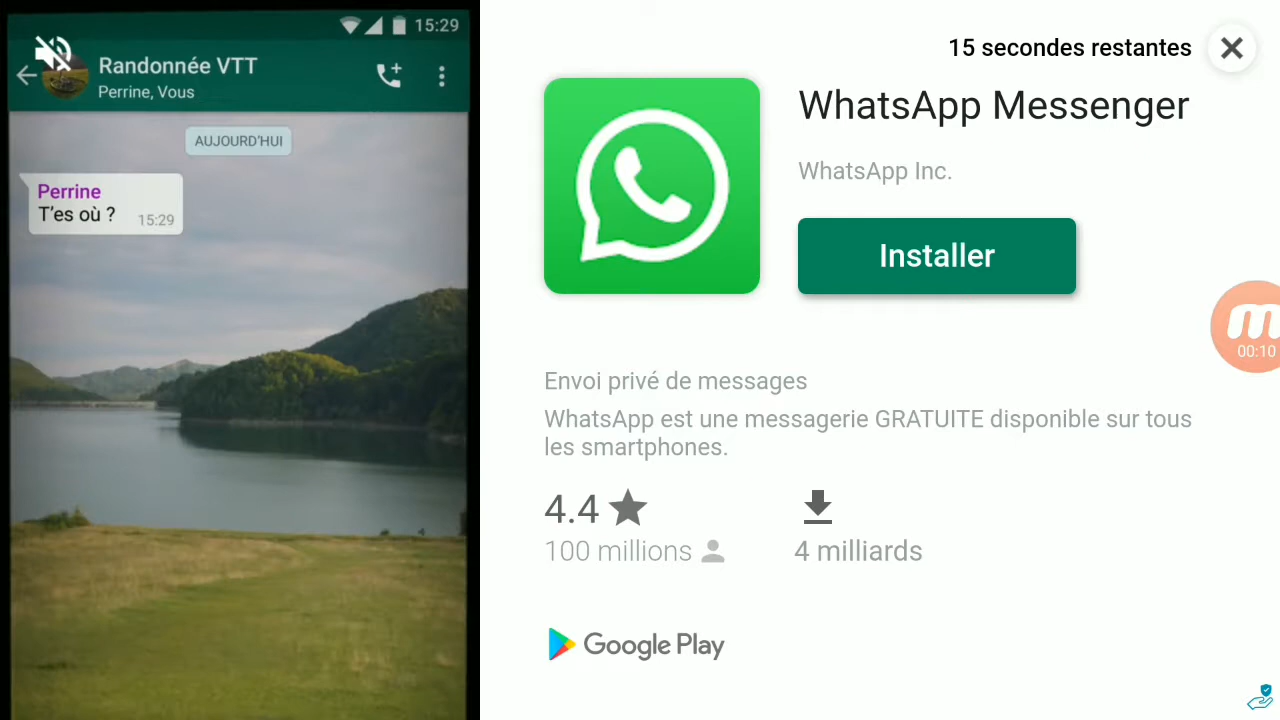 15:29
Randonnée VTT
Perrine, Vous
AUJOURD'HUI
Perrine
T'es où ?
15:29
15 secondes restantes
WhatsApp Messenger
WhatsApp Inc.
Installer
00:10
Envoi privé de messages
WhatsApp est une messagerie GRATUITE disponible sur tous
les smartphones.
4.4
100 millions
4 milliards
Google Play